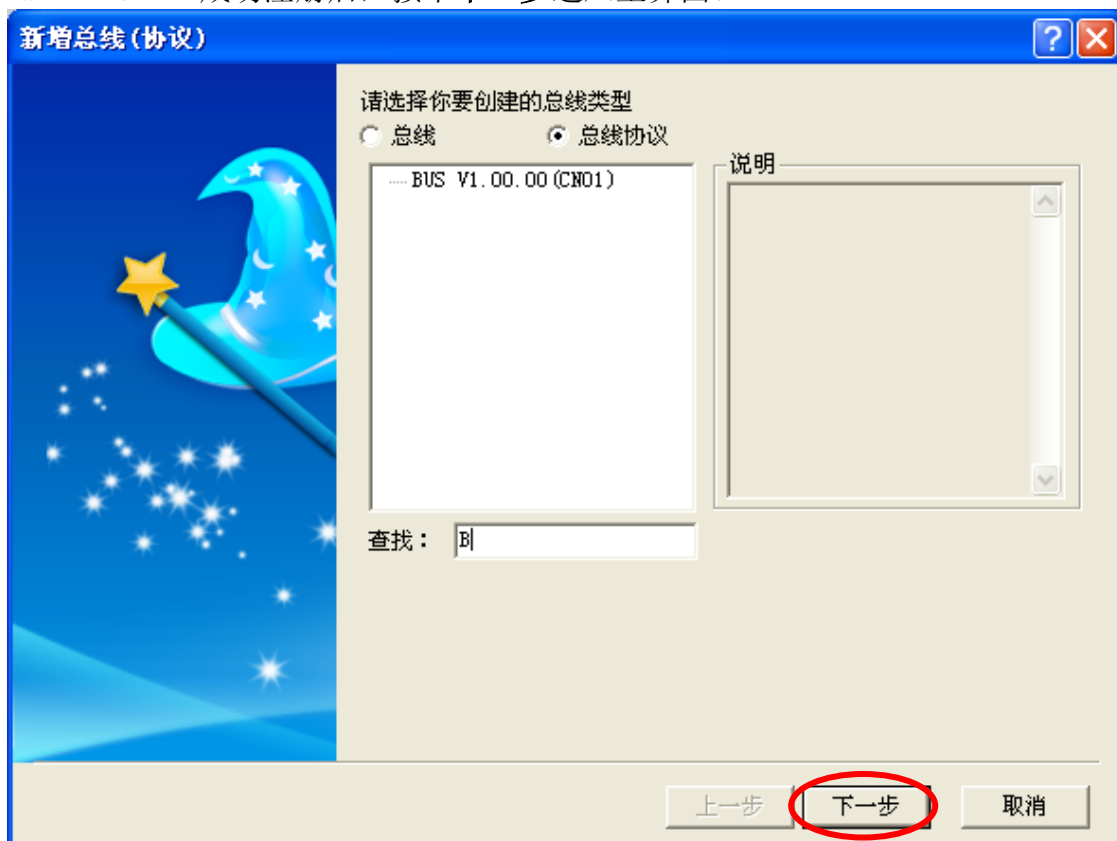 新增总线(协议)
请选择你要创建的总线类型
总线 总线协议
BUS V1.00.00(CN01)
说明
查找： B
上一步 下一步 取消